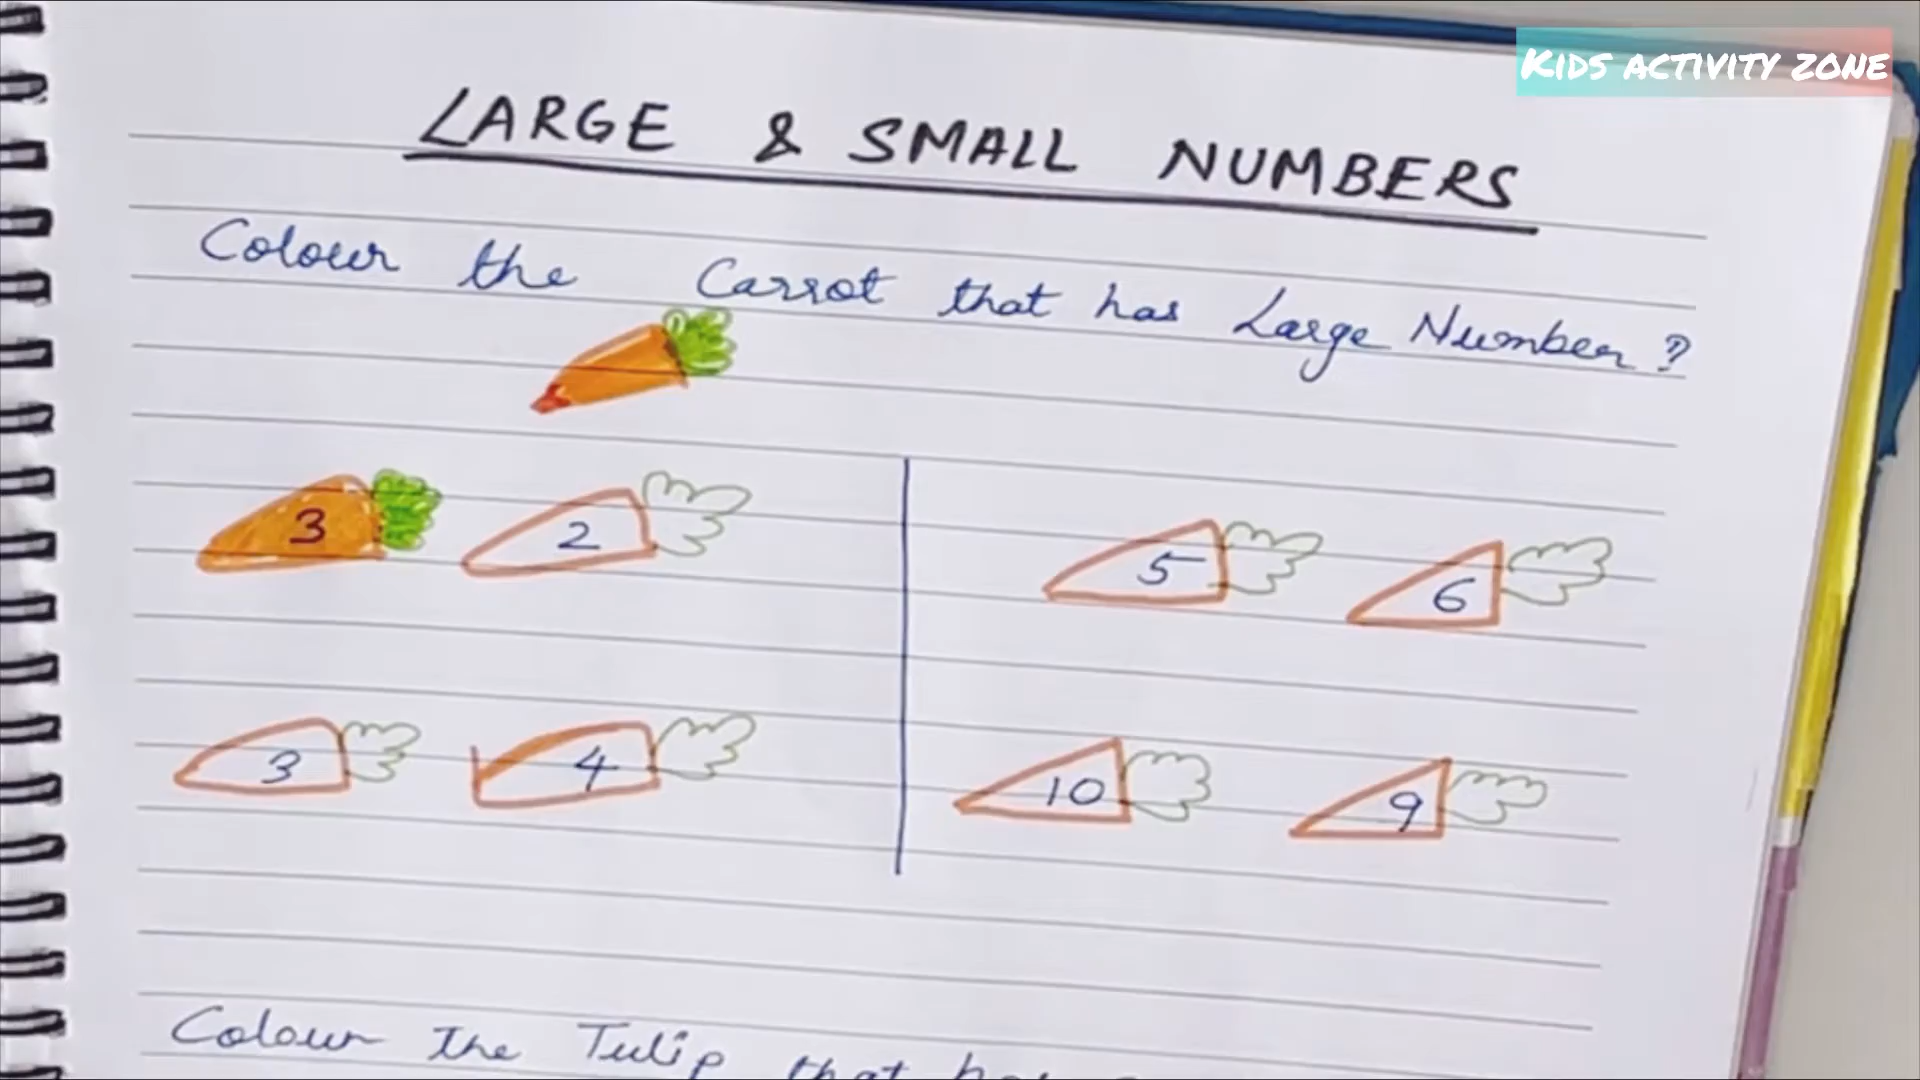 KIDS ACTIVITY ZONE
LARGE & SMALL NUMBERS
Colour the Carrot that has Large Number?
3 2 5 6
3 4 10 9
Colour the Tulip that